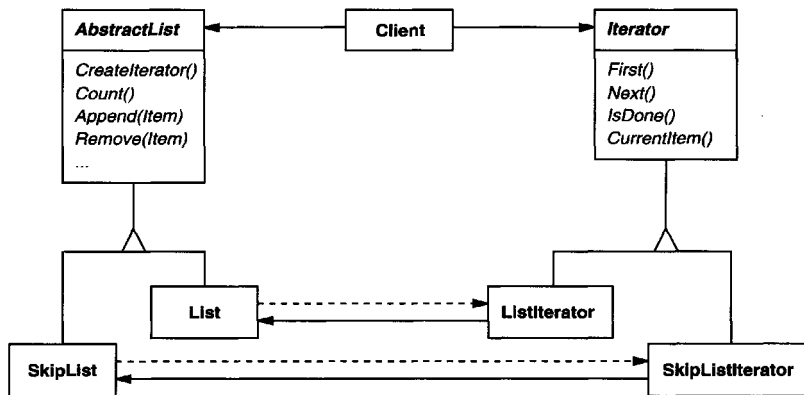 AbstractList
CreateIterator()
Count()
Append(Item)
Remove(Item)
...
Client
Iterator
First()
Next()
IsDone()
CurrentItem()
List
ListIterator
SkipList
SkipListIterator